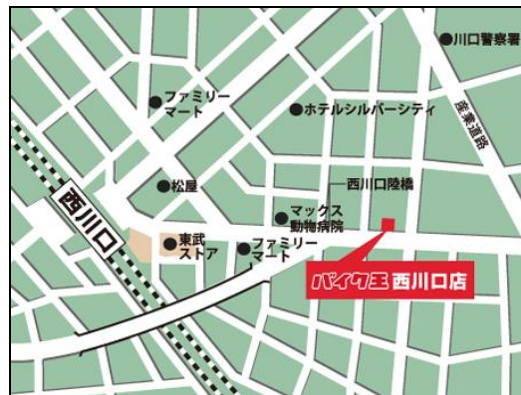 川口警察署
ファミリー
マート
ホテルシルバーシティ
産業道路
松屋
西川口陸橋
マックス
動物病院
西川口
東武
ストア
ファミリー
マート
バイク王 西川口店